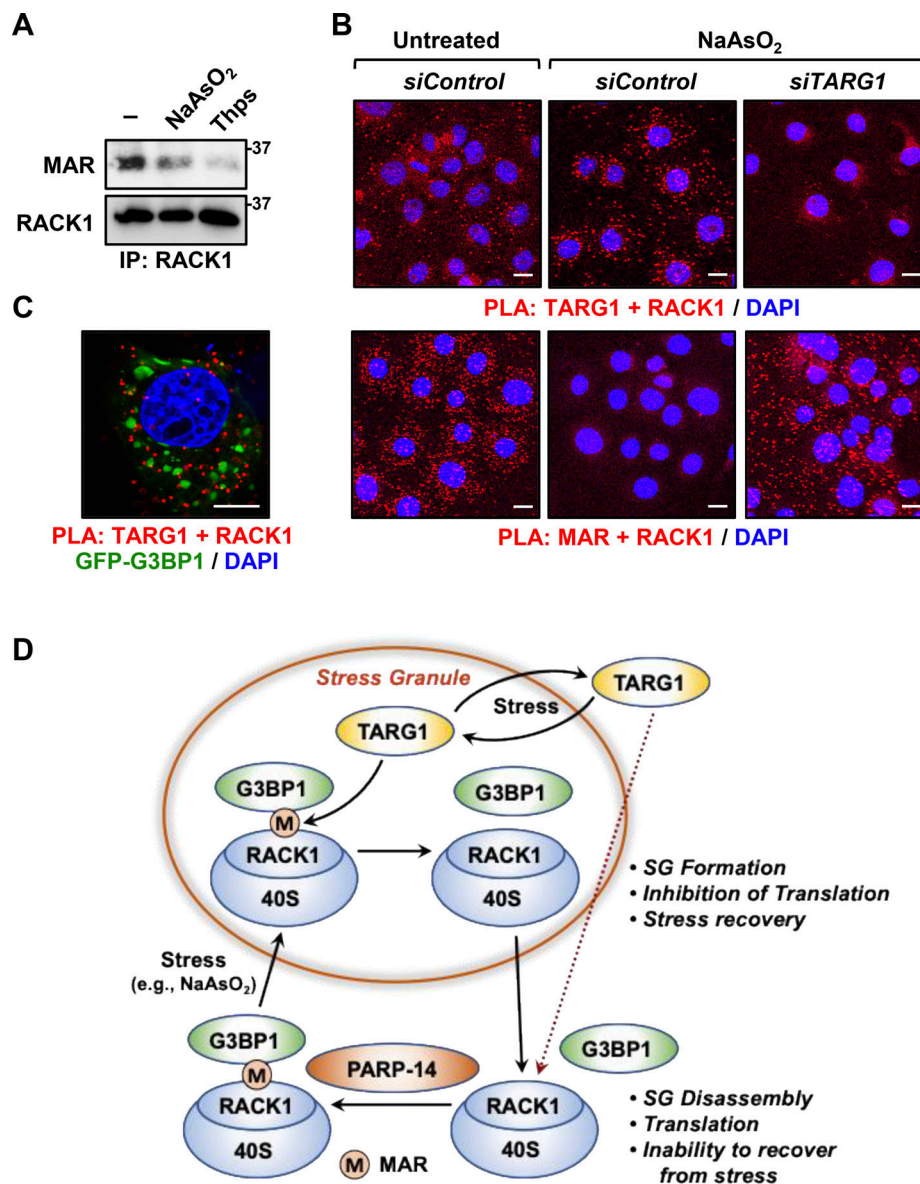 A
– NaAsO₂ Thps
MAR
-37
RACK1
-37
IP: RACK1
B
Untreated
NaAsO₂
siControl
siControl
siTARG1
PLA: TARG1 + RACK1 / DAPI
PLA: MAR + RACK1 / DAPI
C
PLA: TARG1 + RACK1
GFP-G3BP1 / DAPI
D
Stress Granule
TARG1
Stress
TARG1
G3BP1
M
RACK1
40S
G3BP1
RACK1
40S
• SG Formation
• Inhibition of Translation
• Stress recovery
Stress
(e.g., NaAsO₂)
G3BP1
M
RACK1
40S
PARP-14
G3BP1
RACK1
40S
• SG Disassembly
• Translation
• Inability to recover
from stress
M MAR